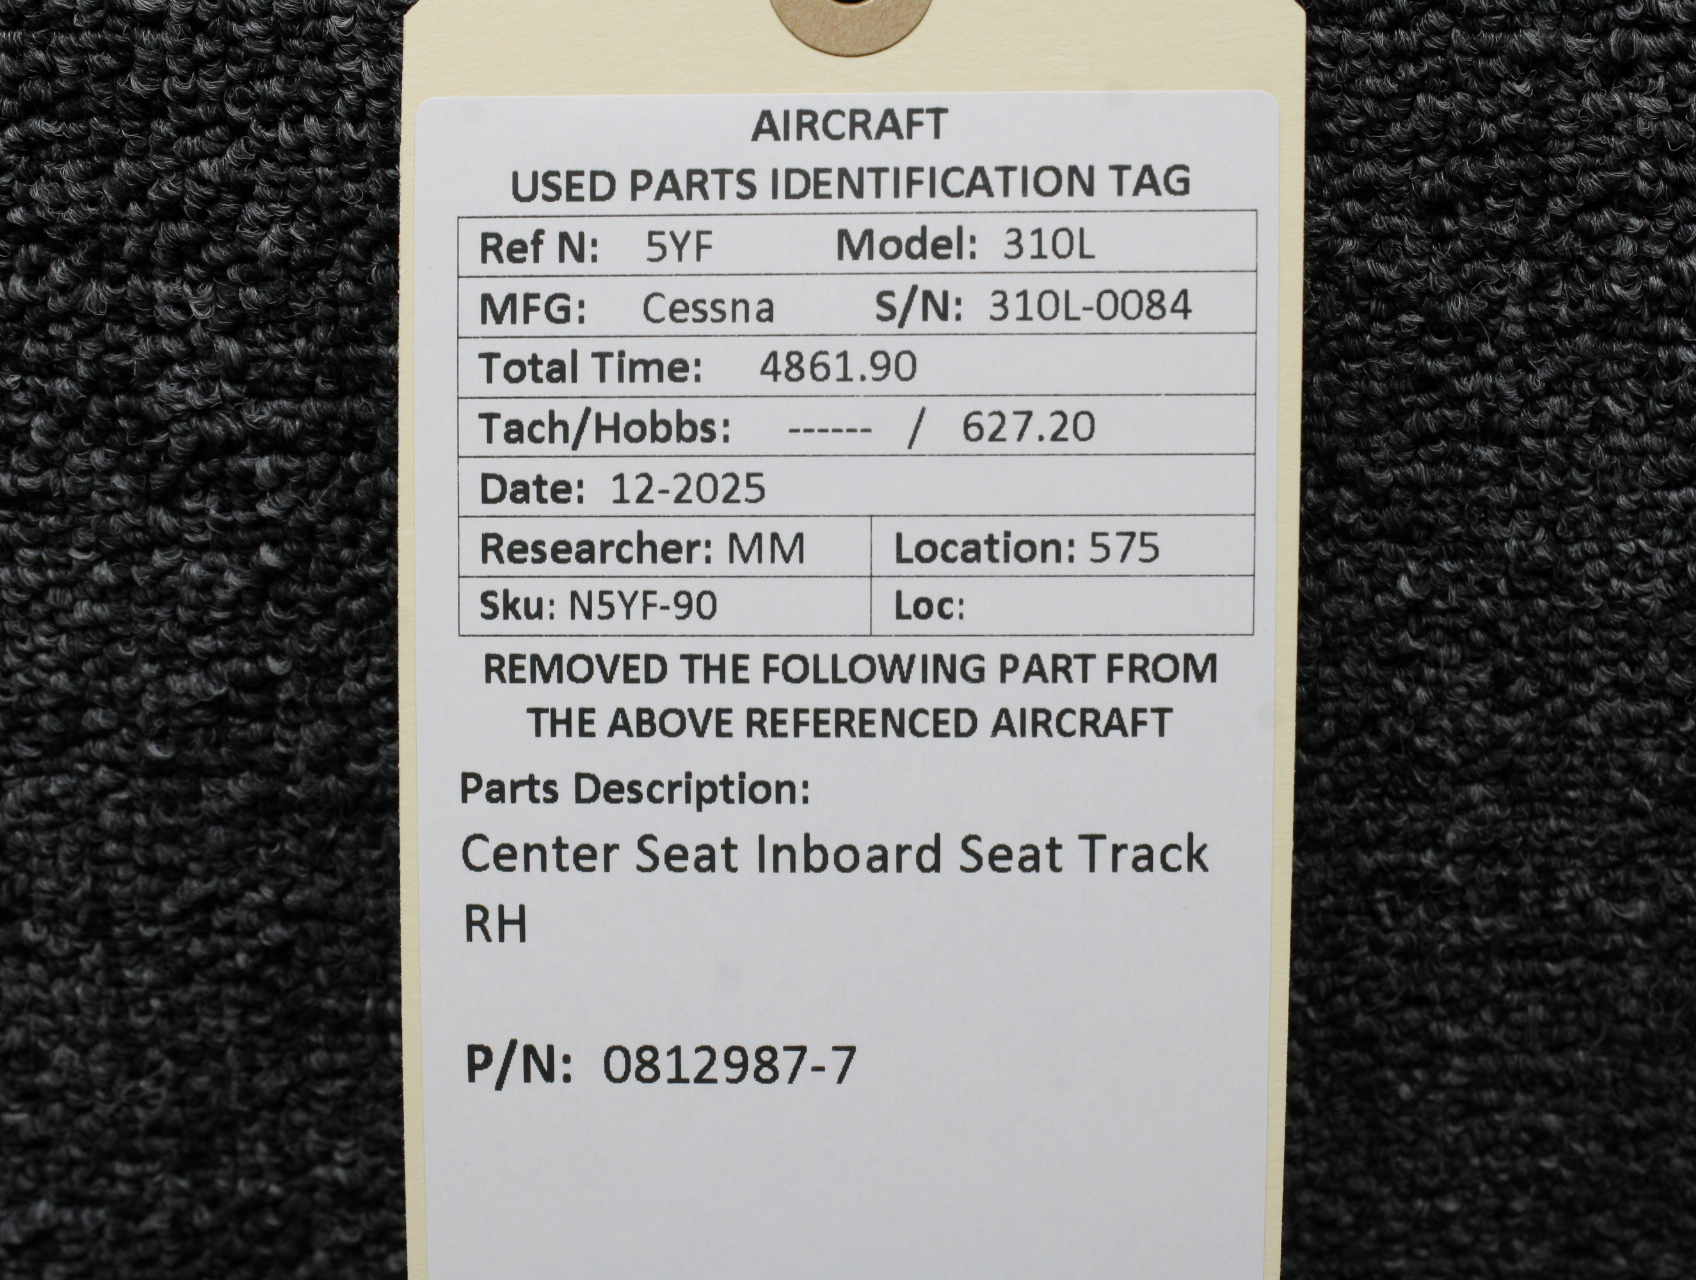 AIRCRAFT
USED PARTS IDENTIFICATION TAG
Ref N: 5YF Model: 310L
MFG: Cessna S/N: 310L-0084
Total Time: 4861.90
Tach/Hobbs: ------ / 627.20
Date: 12-2025
Researcher: MM Location: 575
Sku: N5YF-90 Loc:
REMOVED THE FOLLOWING PART FROM
THE ABOVE REFERENCED AIRCRAFT
Parts Description:
Center Seat Inboard Seat Track
RH
P/N: 0812987-7